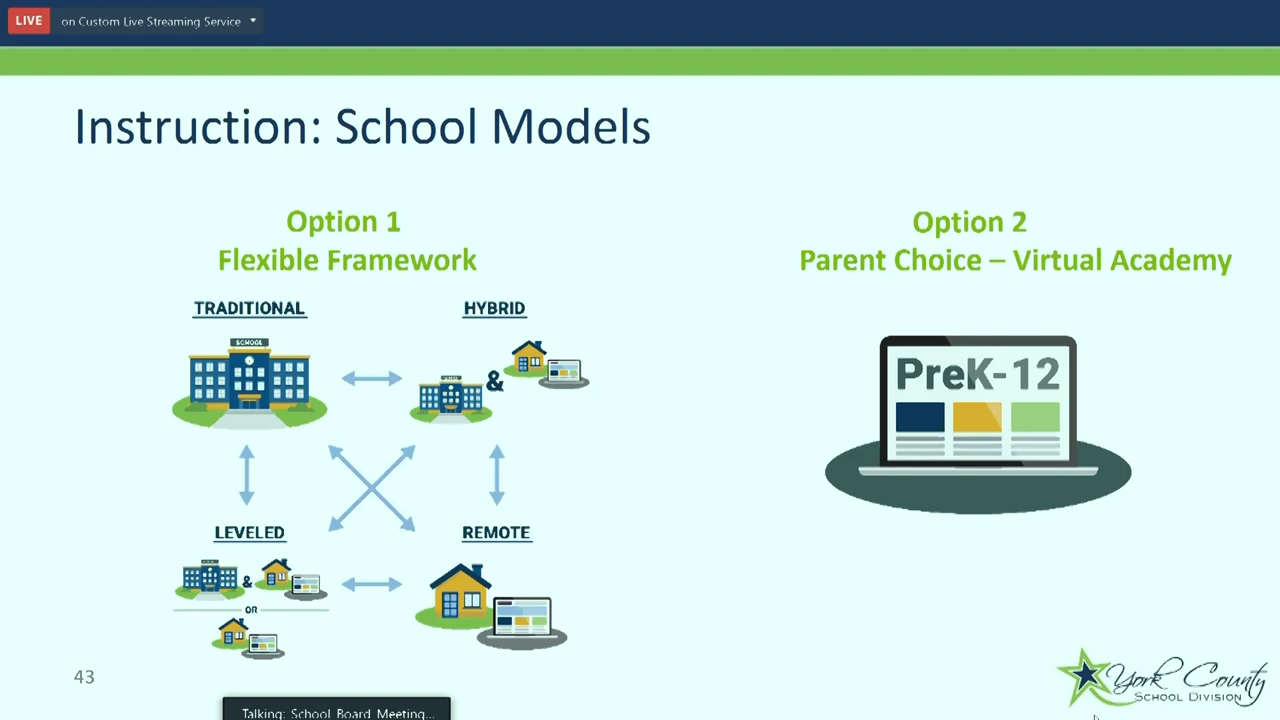 LIVE on Custom Live Streaming Service
Instruction: School Models
Option 1
Flexible Framework
Option 2
Parent Choice – Virtual Academy
TRADITIONAL
HYBRID
SCHOOL
&
PreK-12
LEVELED
REMOTE
&
OR
43
York County
SCHOOL DIVISION
Talking: School Board Meeting...